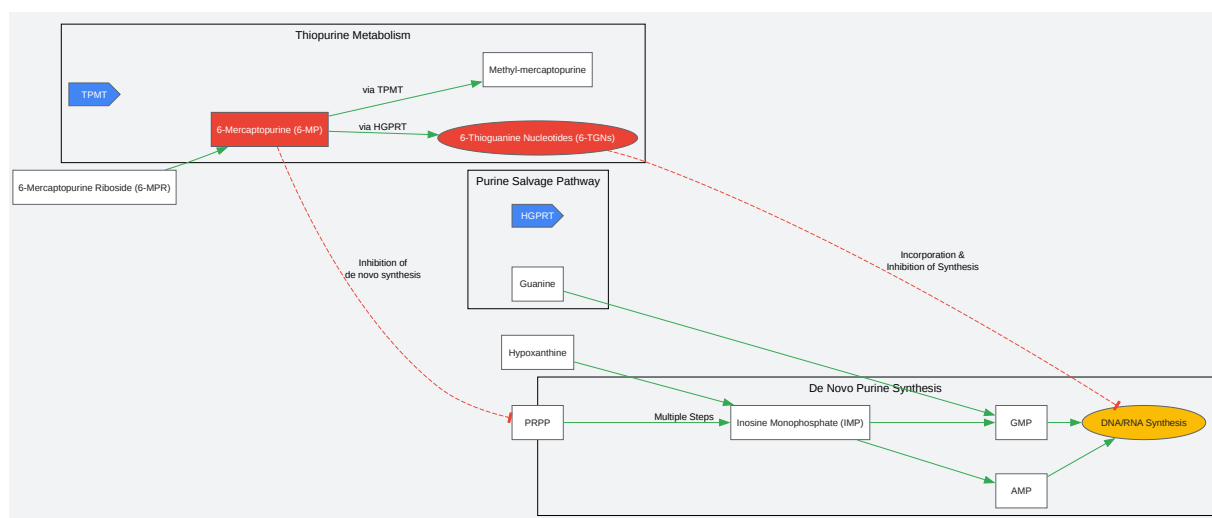 Thiopurine Metabolism
Methyl-mercaptopurine
TPMT
via TPMT
6-Mercaptopurine (6-MP)
via HGPRT
6-Thioguanine Nucleotides (6-TGNs)
6-Mercaptopurine Riboside (6-MPR)
Purine Salvage Pathway
HGPRT
Inhibition of
de novo synthesis
Incorporation &
Inhibition of Synthesis
Guanine
Hypoxanthine
De Novo Purine Synthesis
PRPP
Multiple Steps
Inosine Monophosphate (IMP)
GMP
DNA/RNA Synthesis
AMP